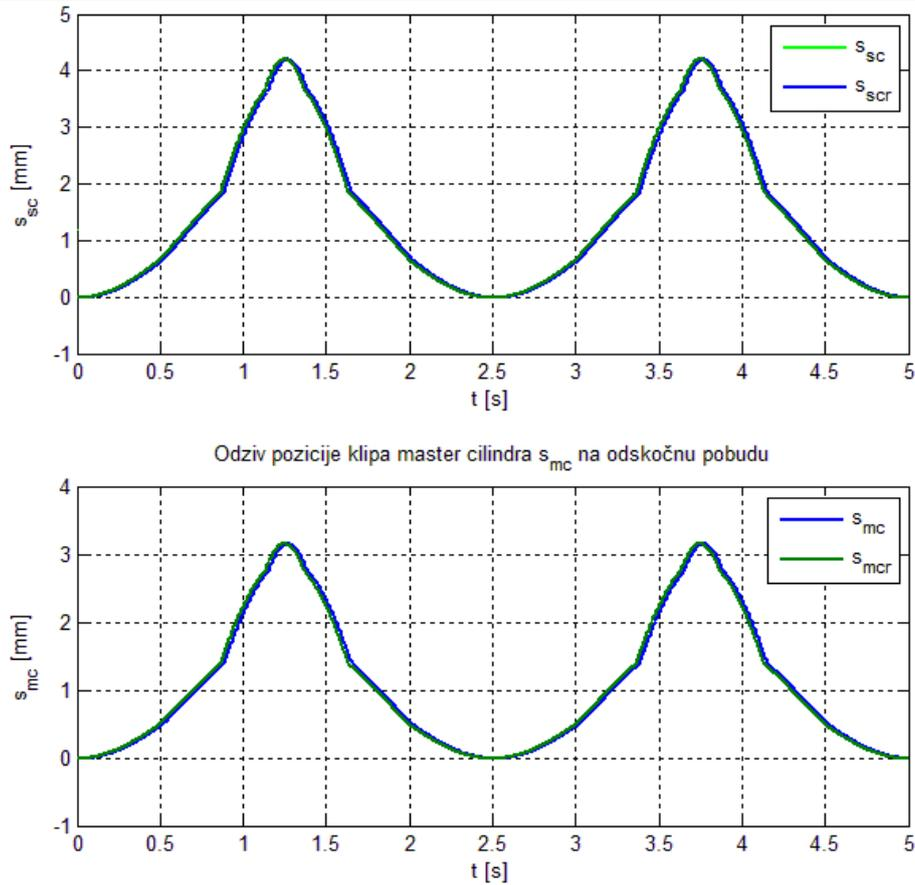 5
4
3
2
1
0
-1
s_sc [mm]
0 0.5 1 1.5 2 2.5 3 3.5 4 4.5 5
t [s]
s_sc
s_scr
Odziv pozicije klipa master cilindra s_mc na odskočnu pobudu
4
3
2
1
0
-1
s_mc [mm]
0 0.5 1 1.5 2 2.5 3 3.5 4 4.5 5
t [s]
s_mc
s_mcr